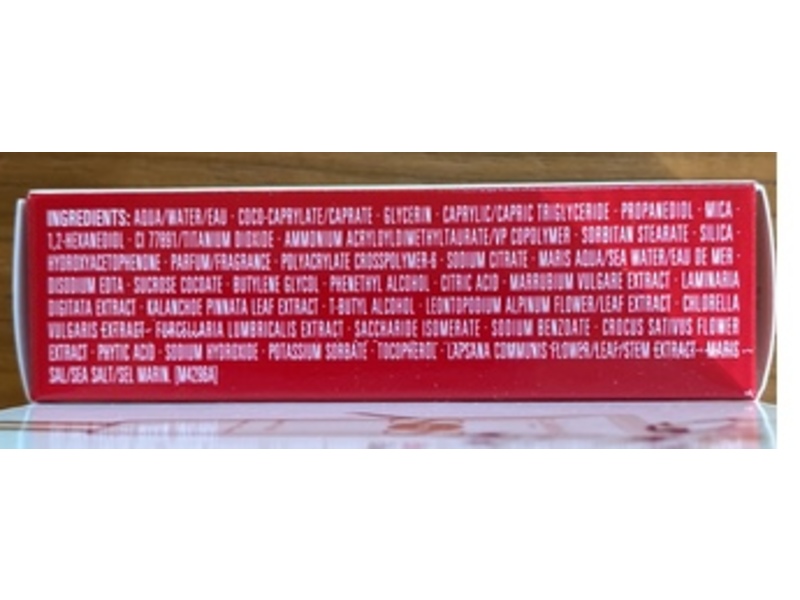 INGREDIENTS: AQUA/WATER/EAU · COCO-CAPRYLATE/CAPRATE · GLYCERIN · CAPRYLIC/CAPRIC TRIGLYCERIDE · PROPANEDIOL · MICA ·
1,2-HEXANEDIOL · CI 77891/TITANIUM DIOXIDE · AMMONIUM ACRYLOYLDIMETHYLTAURATE/VP COPOLYMER · SORBITAN STEARATE · SILICA ·
HYDROXYACETOPHENONE · PARFUM/FRAGRANCE · POLYACRYLATE CROSSPOLYMER-6 · SODIUM CITRATE · MARIS AQUA/SEA WATER/EAU DE MER ·
DISODIUM EDTA · SUCROSE COCOATE · BUTYLENE GLYCOL · PHENETHYL ALCOHOL · CITRIC ACID · MARRUBIUM VULGARE EXTRACT · LAMINARIA
DIGITATA EXTRACT · KALANCHOE PINNATA LEAF EXTRACT · T-BUTYL ALCOHOL · LEONTOPODIUM ALPINUM FLOWER/LEAF EXTRACT · CHLORELLA
VULGARIS EXTRACT · FURCELLARIA LUMBRICALIS EXTRACT · SACCHARIDE ISOMERATE · SODIUM BENZOATE · CROCUS SATIVUS FLOWER
EXTRACT · PHYTIC ACID · SODIUM HYDROXIDE · POTASSIUM SORBATE · TOCOPHEROL · LAPSANA COMMUNIS FLOWER/LEAF/STEM EXTRACT · MARIS
SAL/SEA SALT/SEL MARIN. [M4296A]